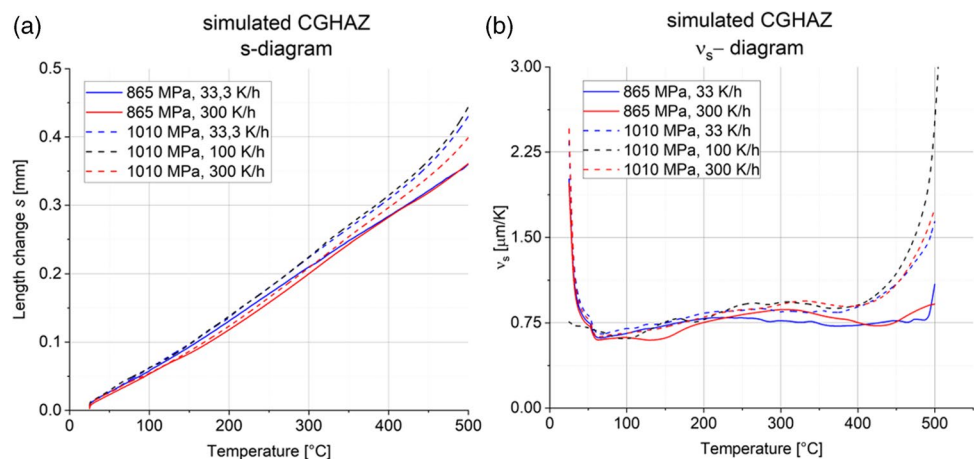 (a)
simulated CGHAZ
s-diagram
865 MPa, 33,3 K/h
865 MPa, 300 K/h
1010 MPa, 33,3 K/h
1010 MPa, 100 K/h
1010 MPa, 300 K/h
Length change s [mm]
0.5
0.4
0.3
0.2
0.1
0.0
0 100 200 300 400 500
Temperature [°C]
(b)
simulated CGHAZ
νs– diagram
865 MPa, 33 K/h
865 MPa, 300 K/h
1010 MPa, 33 K/h
1010 MPa, 100 K/h
1010 MPa, 300 K/h
νs [µm/K]
3.00
2.25
1.50
0.75
0.00
0 100 200 300 400 500
Temperature [°C]